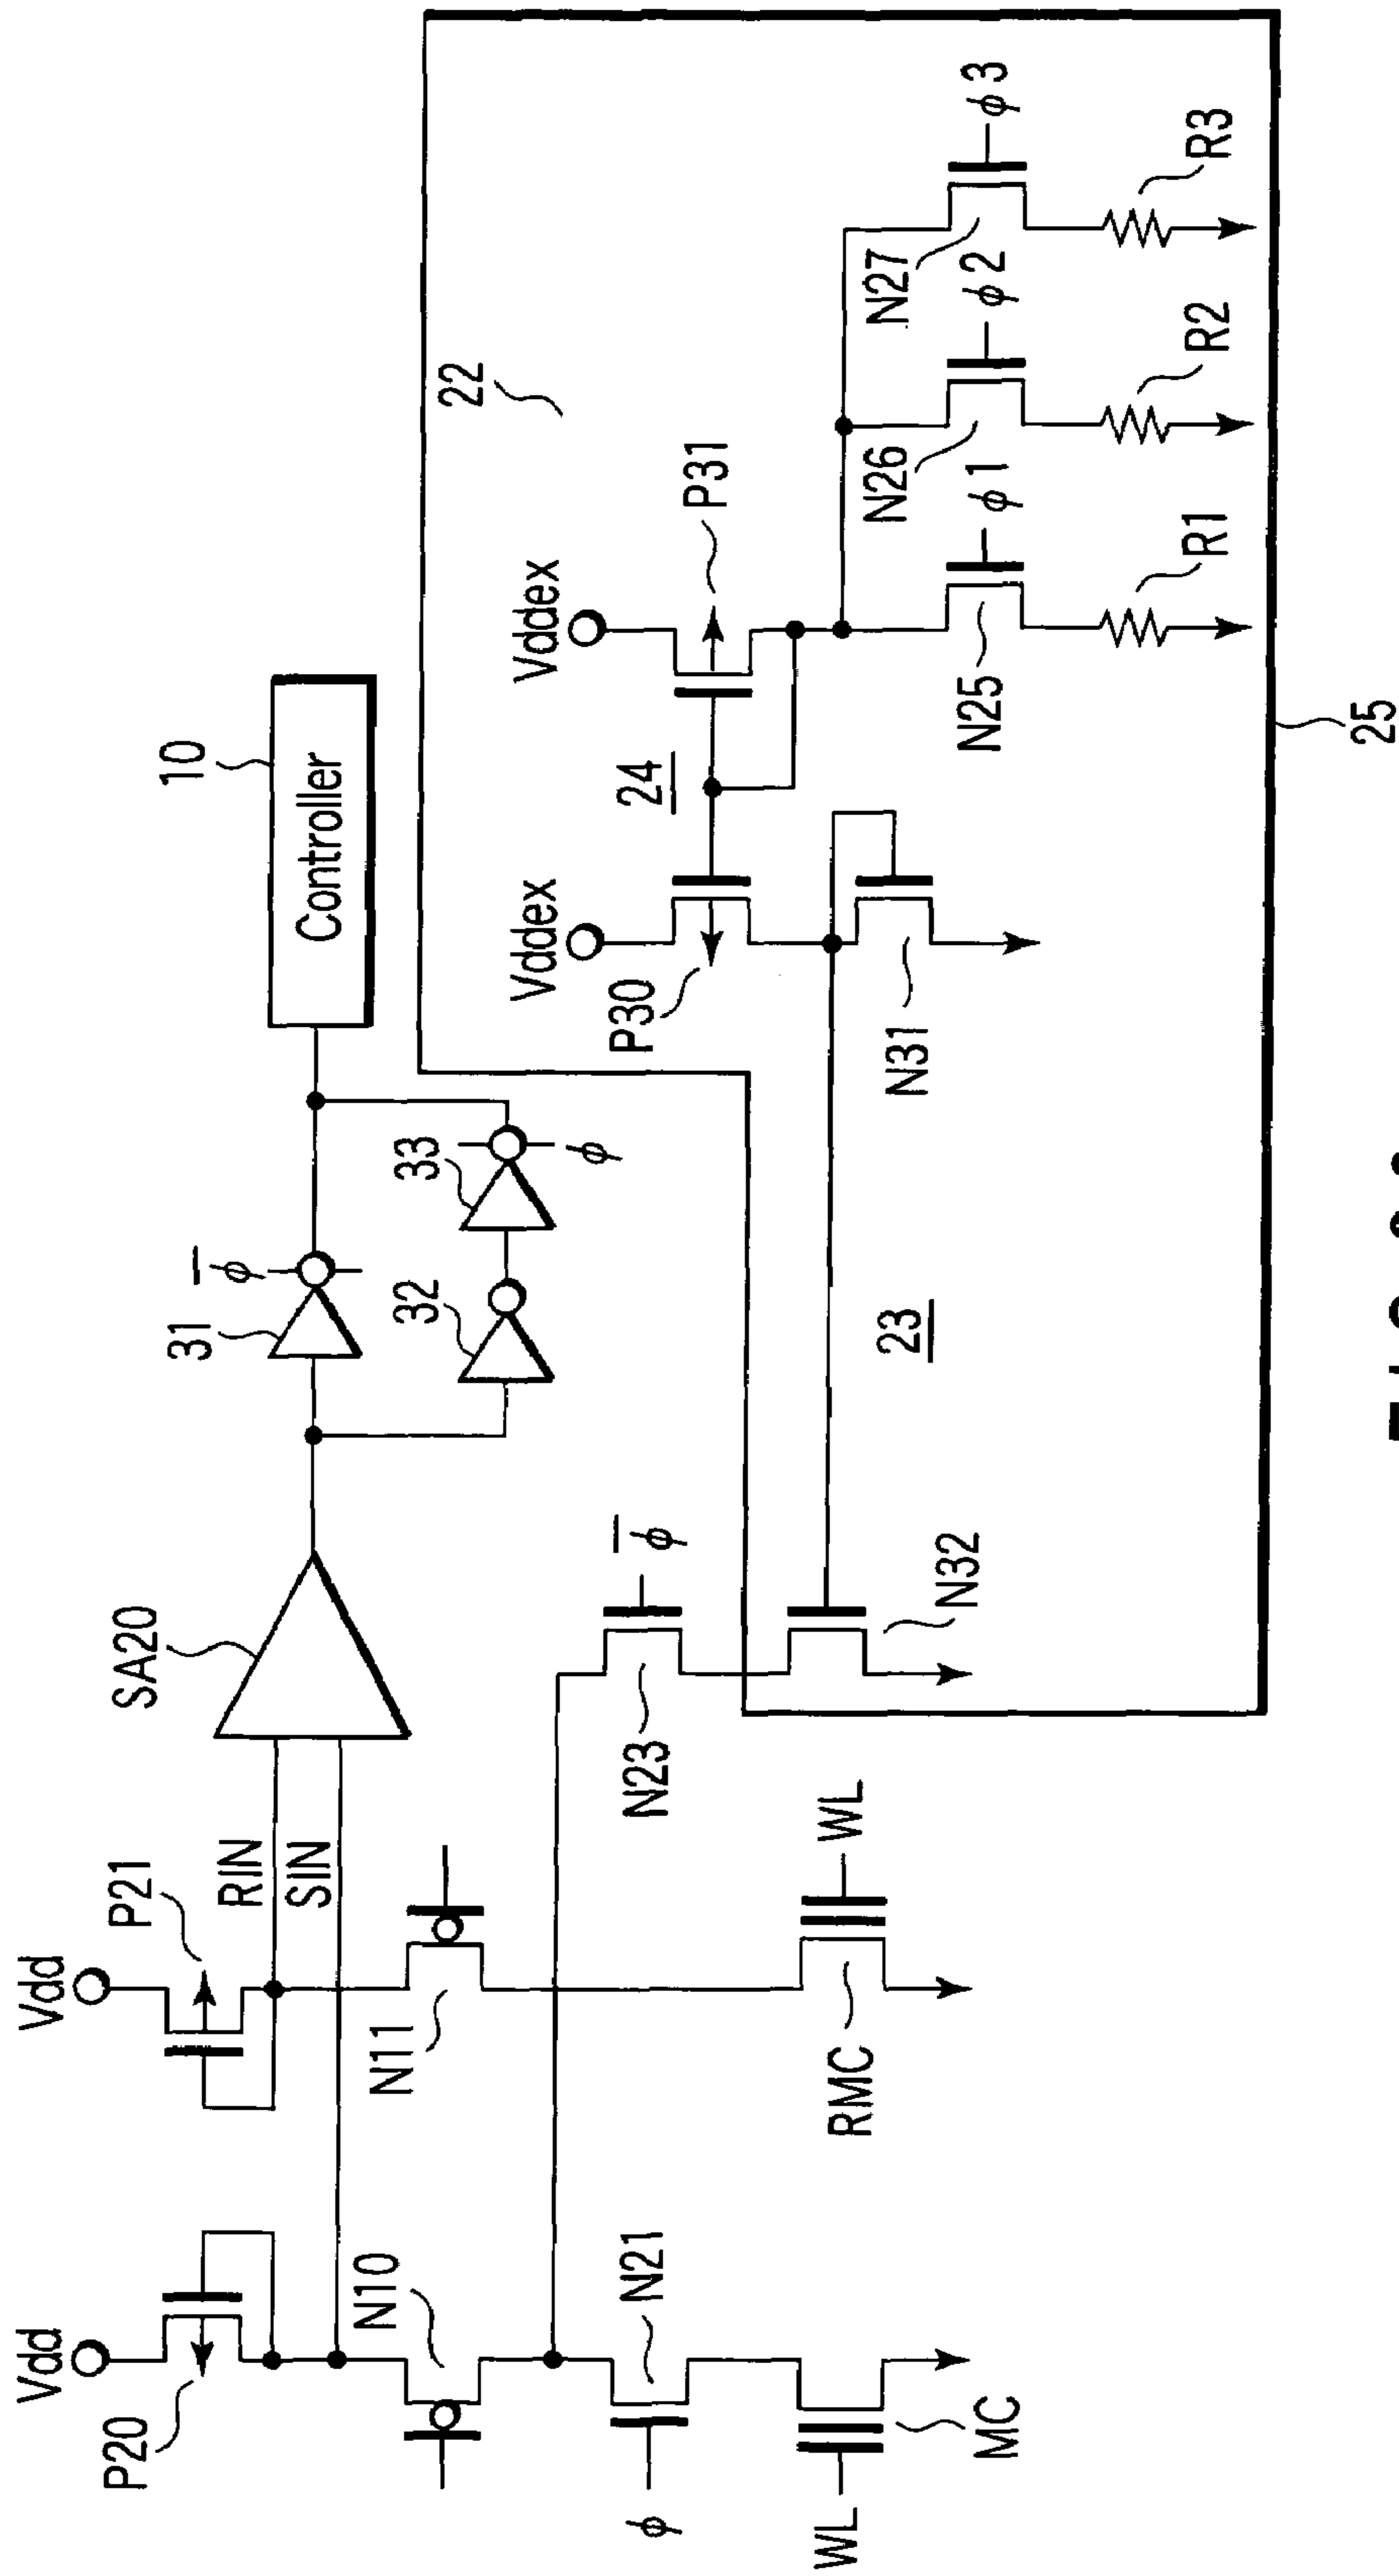 Vdd
P20
Vdd
P21
RIN
SIN
SA20
31
φ
32
33
φ
10
Controller
N10
N11
N21
φ
WL
MC
RMC
WL
N23
φ
N32
23
22
Vddex
P30
24
Vddex
P31
N31
N25
φ1
R1
N26
φ2
R2
N27
φ3
R3
25